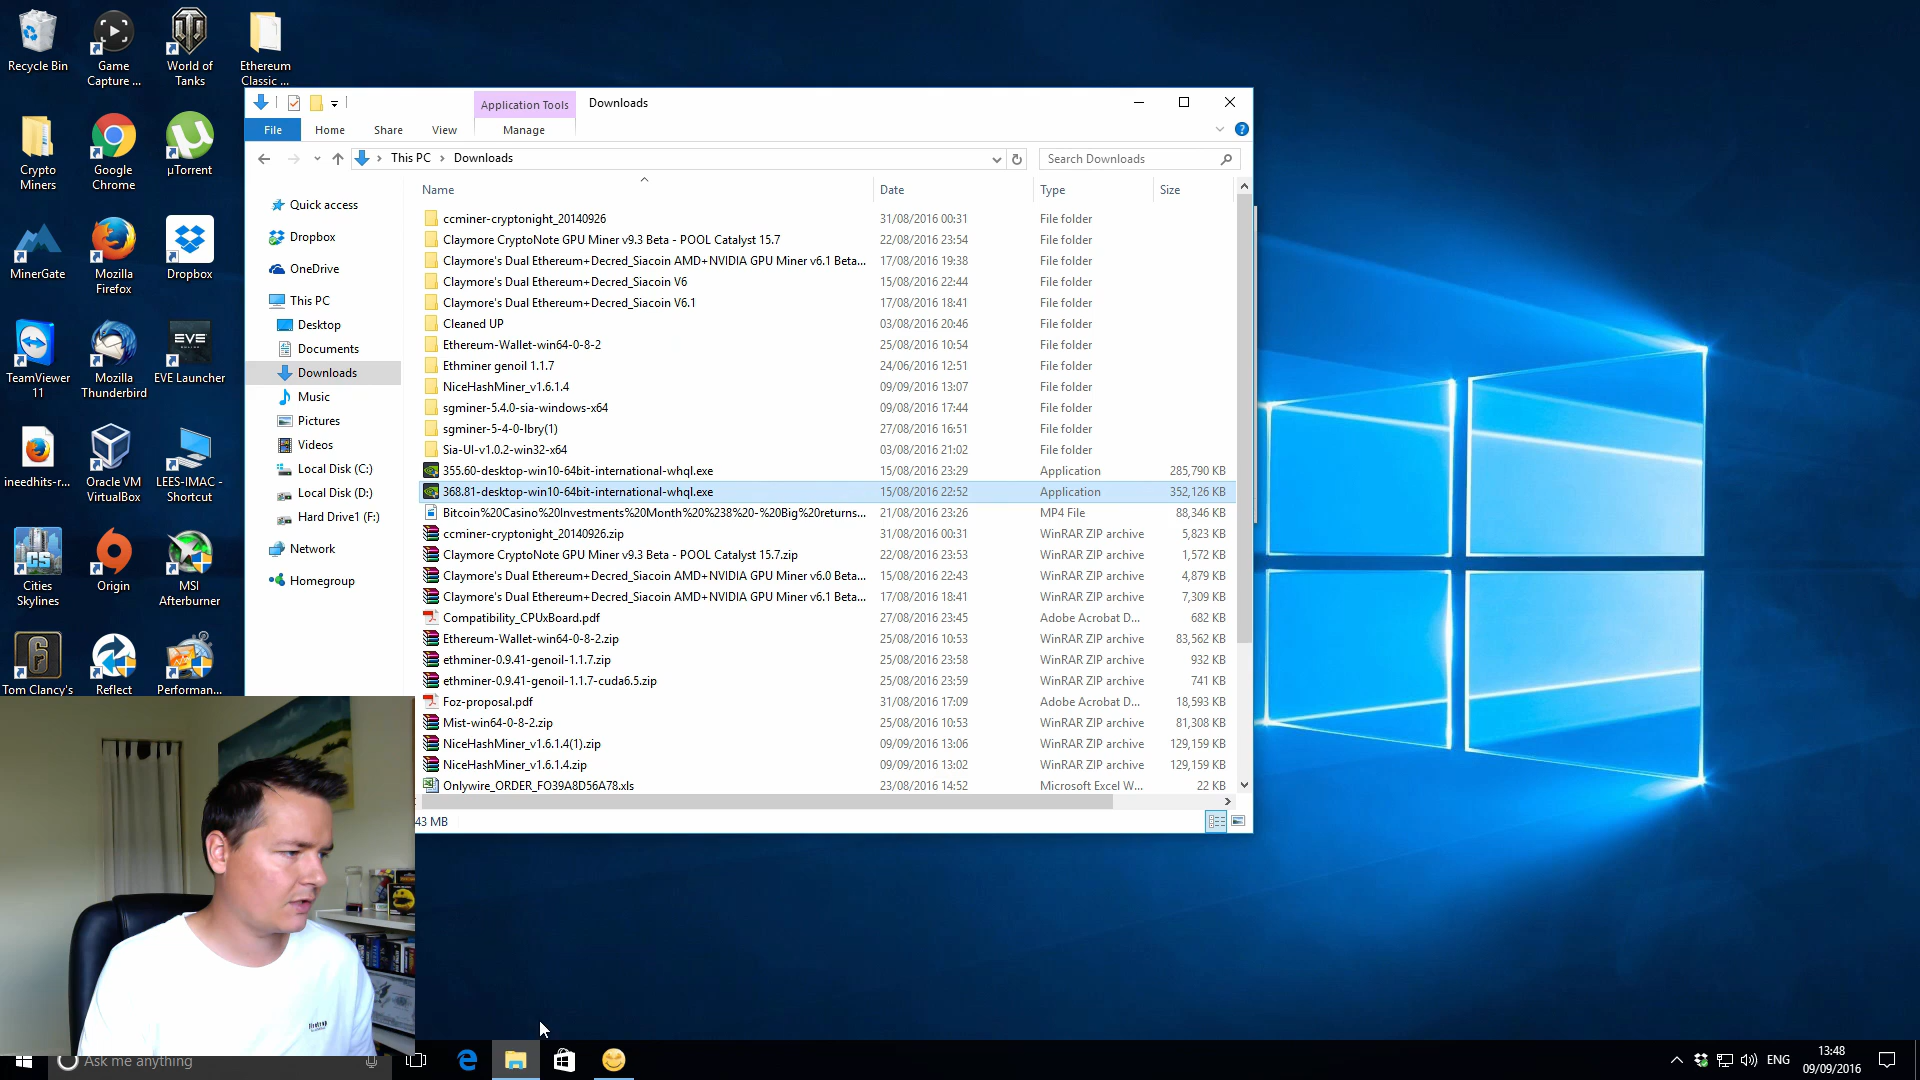 Recycle Bin
Game Capture ...
World of Tanks
Ethereum Classic ...
Crypto Miners
Google Chrome
µTorrent
MinerGate
Mozilla Firefox
Dropbox
TeamViewer 11
Mozilla Thunderbird
EVE
EVE Launcher
ineedhits-r...
Oracle VM VirtualBox
LEES-IMAC - Shortcut
CS
Cities Skylines
Origin
MSI Afterburner
6
Tom Clancy's
Reflect
Performan...
Application Tools
Downloads
File
Home
Share
View
Manage
This PC
Downloads
Search Downloads
Quick access
Dropbox
OneDrive
This PC
Desktop
Documents
Downloads
Music
Pictures
Videos
Local Disk (C:)
Local Disk (D:)
Hard Drive1 (F:)
Network
Homegroup
Name Date Type Size
ccminer-cryptonight_20140926 31/08/2016 00:31 File folder
Claymore CryptoNote GPU Miner v9.3 Beta - POOL Catalyst 15.7 22/08/2016 23:54 File folder
Claymore's Dual Ethereum+Decred_Siacoin AMD+NVIDIA GPU Miner v6.1 Beta... 17/08/2016 19:38 File folder
Claymore's Dual Ethereum+Decred_Siacoin V6 15/08/2016 22:44 File folder
Claymore's Dual Ethereum+Decred_Siacoin V6.1 17/08/2016 18:41 File folder
Cleaned UP 03/08/2016 20:46 File folder
Ethereum-Wallet-win64-0-8-2 25/08/2016 10:54 File folder
Ethminer genoil 1.1.7 24/06/2016 12:51 File folder
NiceHashMiner_v1.6.1.4 09/09/2016 13:07 File folder
sgminer-5.4.0-sia-windows-x64 09/08/2016 17:44 File folder
sgminer-5-4-0-lbry(1) 27/08/2016 16:51 File folder
Sia-UI-v1.0.2-win32-x64 03/08/2016 21:02 File folder
355.60-desktop-win10-64bit-international-whql.exe 15/08/2016 23:29 Application 285,790 KB
368.81-desktop-win10-64bit-international-whql.exe 15/08/2016 22:52 Application 352,126 KB
Bitcoin%20Casino%20Investments%20Month%20%238%20-%20Big%20returns... 21/08/2016 23:26 MP4 File 88,346 KB
ccminer-cryptonight_20140926.zip 31/08/2016 00:31 WinRAR ZIP archive 5,823 KB
Claymore CryptoNote GPU Miner v9.3 Beta - POOL Catalyst 15.7.zip 22/08/2016 23:53 WinRAR ZIP archive 1,572 KB
Claymore's Dual Ethereum+Decred_Siacoin AMD+NVIDIA GPU Miner v6.0 Beta... 15/08/2016 22:43 WinRAR ZIP archive 4,879 KB
Claymore's Dual Ethereum+Decred_Siacoin AMD+NVIDIA GPU Miner v6.1 Beta... 17/08/2016 18:41 WinRAR ZIP archive 7,309 KB
Compatibility_CPUxBoard.pdf 27/08/2016 23:45 Adobe Acrobat D... 682 KB
Ethereum-Wallet-win64-0-8-2.zip 25/08/2016 10:53 WinRAR ZIP archive 83,562 KB
ethminer-0.9.41-genoil-1.1.7.zip 25/08/2016 23:58 WinRAR ZIP archive 932 KB
ethminer-0.9.41-genoil-1.1.7-cuda6.5.zip 25/08/2016 23:59 WinRAR ZIP archive 741 KB
Foz-proposal.pdf 31/08/2016 17:09 Adobe Acrobat D... 18,593 KB
Mist-win64-0-8-2.zip 25/08/2016 10:53 WinRAR ZIP archive 81,308 KB
NiceHashMiner_v1.6.1.4(1).zip 09/09/2016 13:06 WinRAR ZIP archive 129,159 KB
NiceHashMiner_v1.6.1.4.zip 09/09/2016 13:02 WinRAR ZIP archive 129,159 KB
Onlywire_ORDER_FO39A8D56A78.xls 23/08/2016 14:52 Microsoft Excel W... 22 KB
43 MB
Ask me anything
ENG
13:48
09/09/2016